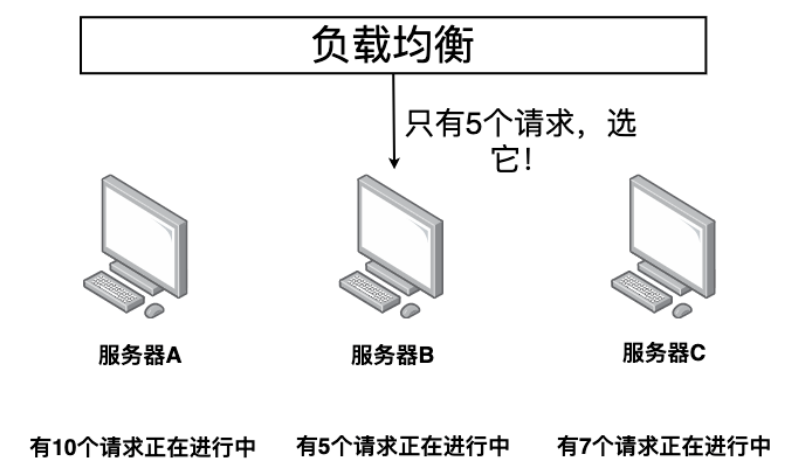 负载均衡
只有5个请求，选
它！
服务器A
服务器B
服务器C
有10个请求正在进行中
有5个请求正在进行中
有7个请求正在进行中